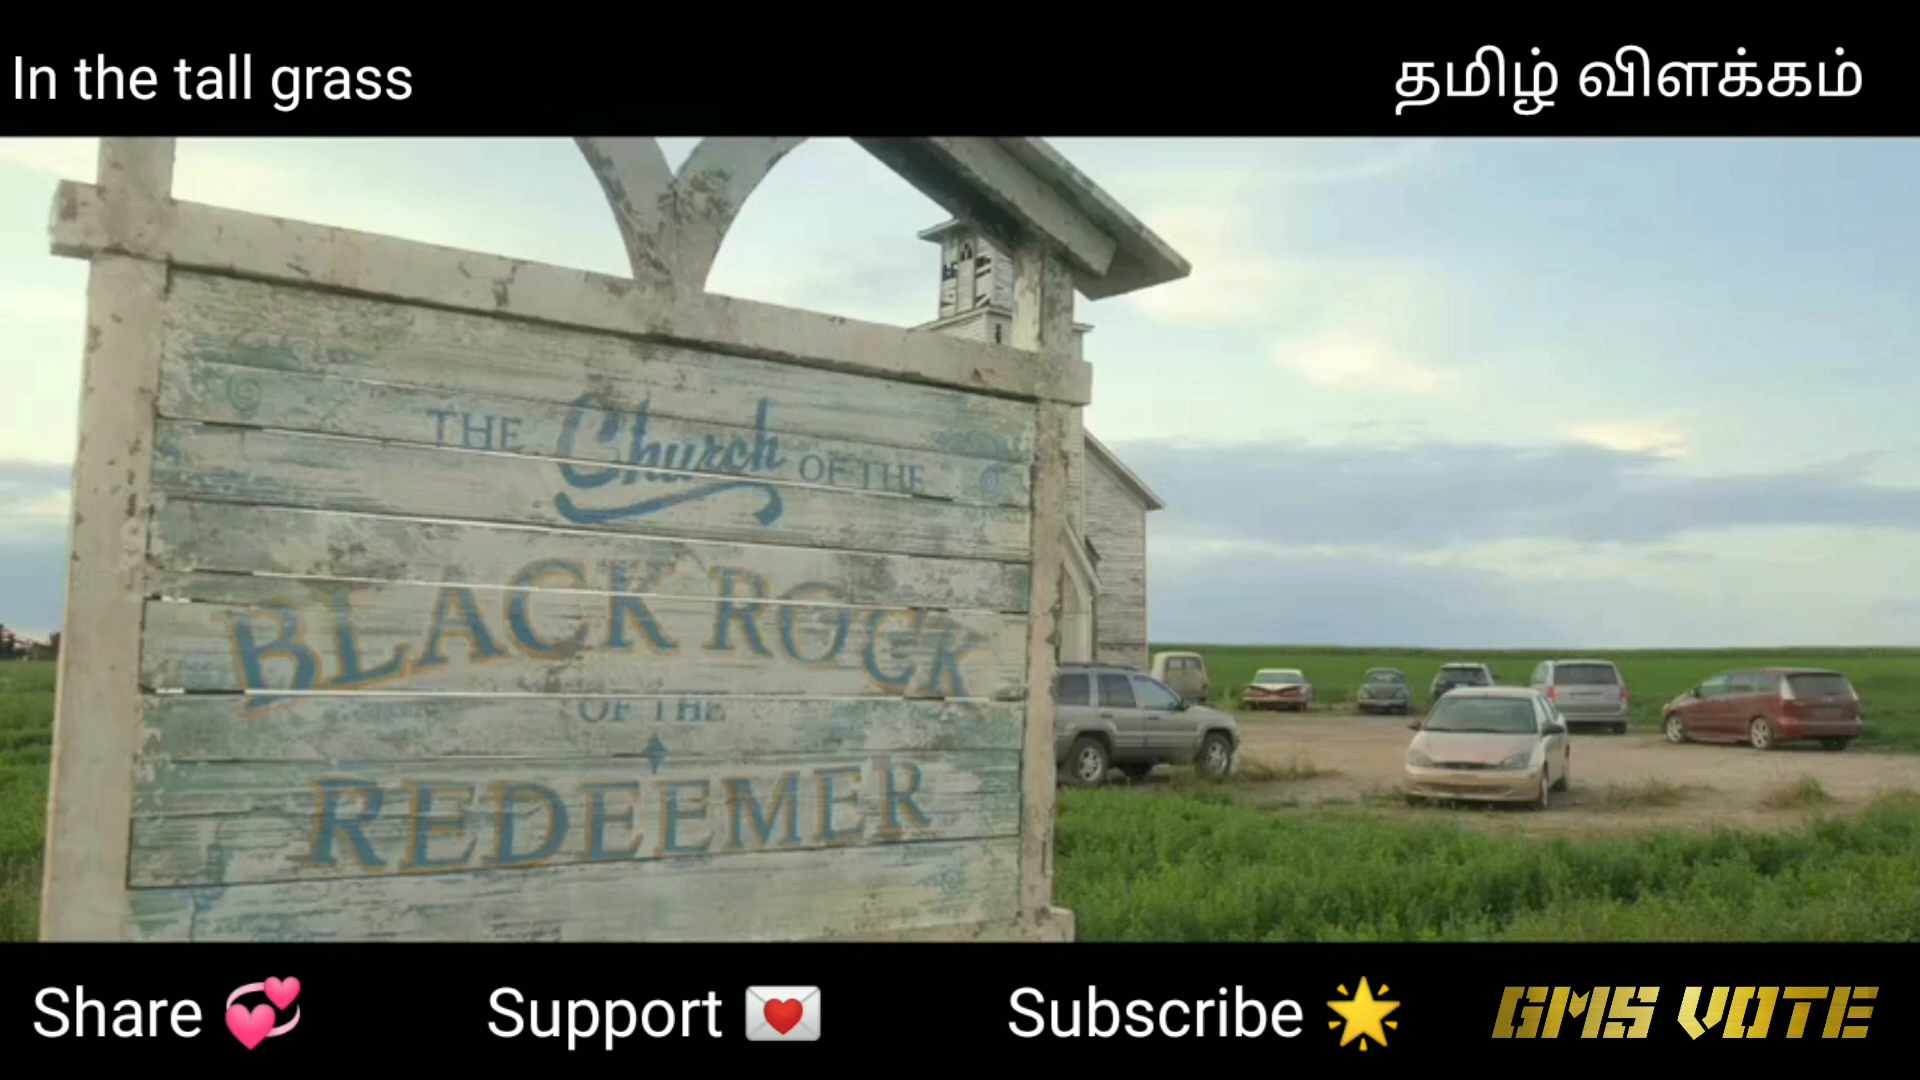 In the tall grass
தமிழ் விளக்கம்
THE Church OF THE
BLACK ROCK
OF THE
REDEEMER
Share 💞
Support 💌
Subscribe 🌟
GMS VOTE